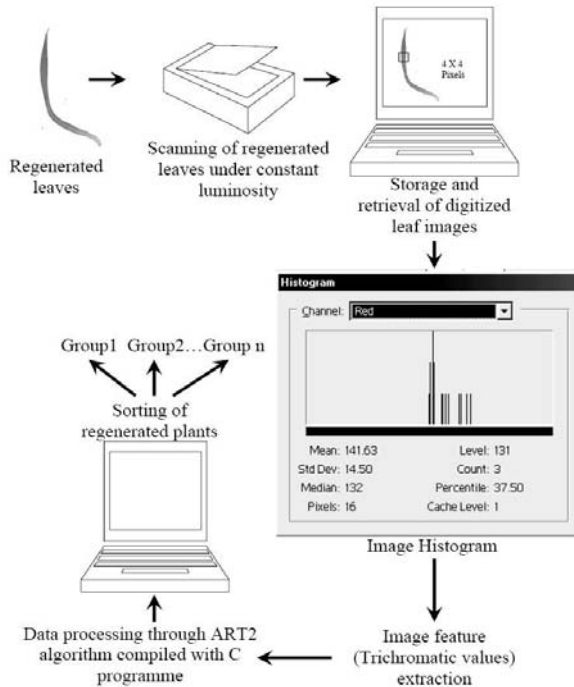 4 X 4
Pixels
Regenerated
leaves
Scanning of regenerated
leaves under constant
luminosity
Storage and
retrieval of digitized
leaf images
Histogram
Channel: Red
Mean: 141.63
Level: 131
Std Dev: 14.50
Count: 3
Median: 132
Percentile: 37.50
Pixels: 16
Cache Level: 1
Image Histogram
Image feature
(Trichromatic values)
extraction
Data processing through ART2
algorithm compiled with C
programme
Sorting of
regenerated plants
Group1 Group2…Group n